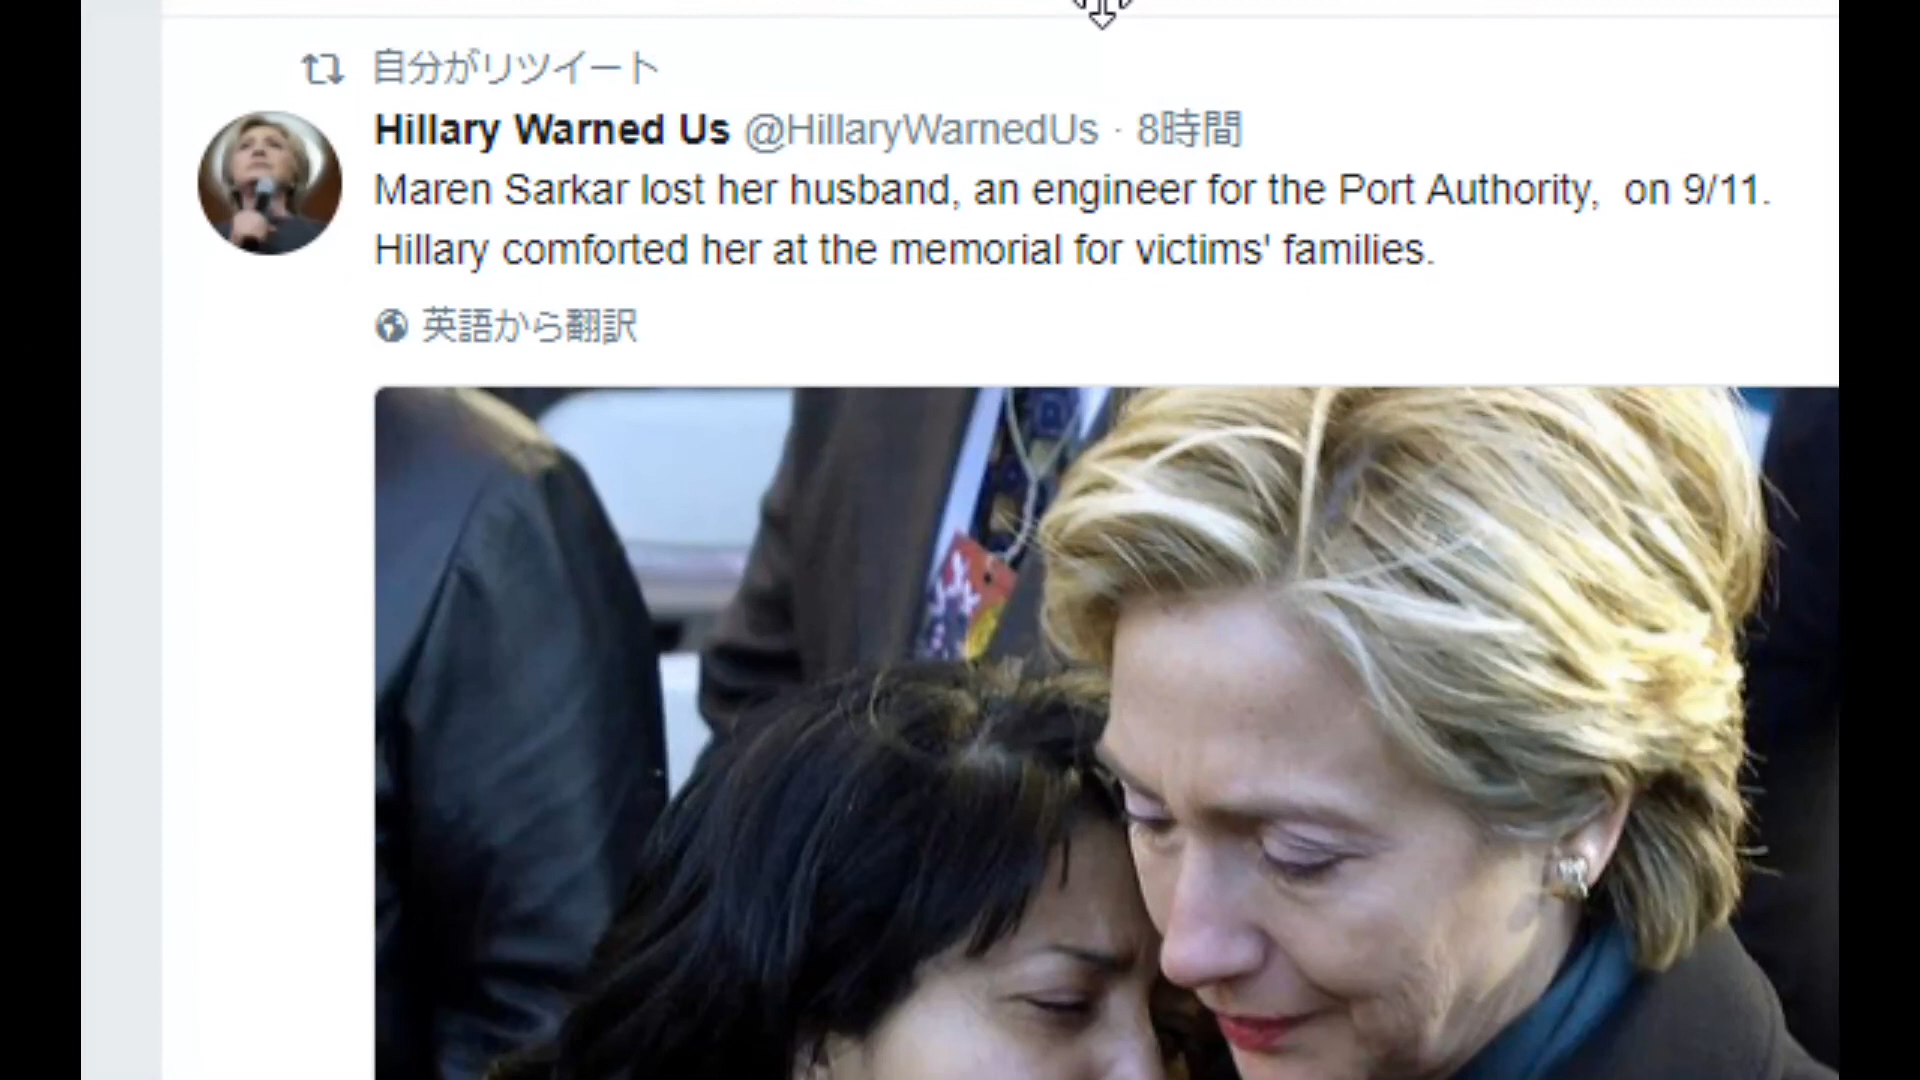 自分がリツイート
Hillary Warned Us @HillaryWarnedUs · 8時間
Maren Sarkar lost her husband, an engineer for the Port Authority,  on 9/11.
Hillary comforted her at the memorial for victims' families.
英語から翻訳